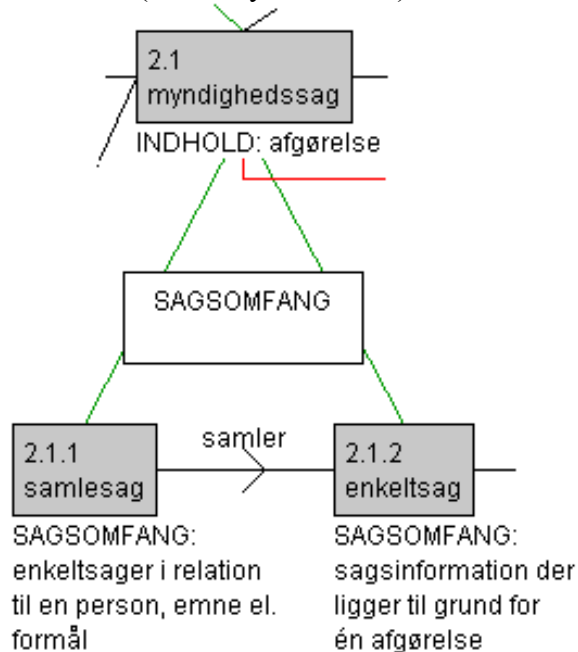 2.1
myndighedssag
INDHOLD: afgørelse
SAGSOMFANG
samler
2.1.1
samlesag
SAGSOMFANG:
enkeltsager i relation
til en person, emne el.
formål
2.1.2
enkeltsag
SAGSOMFANG:
sagsinformation der
ligger til grund for
én afgørelse